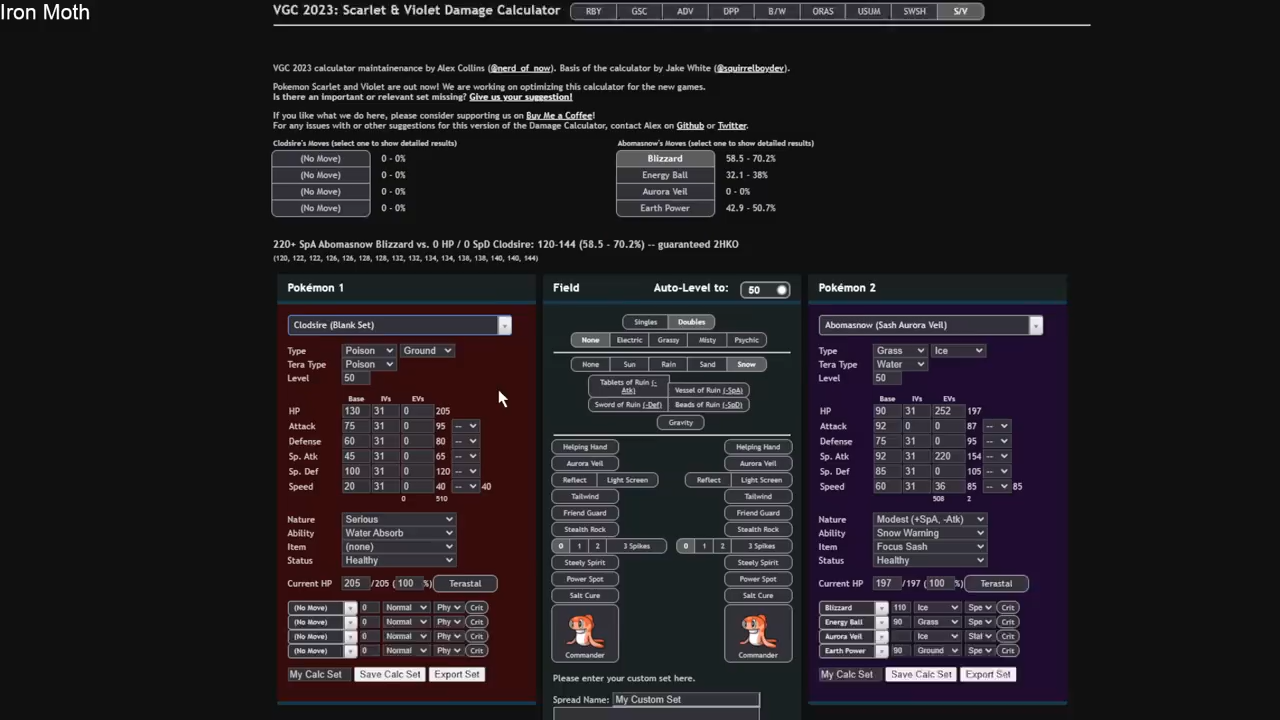 Iron Moth
VGC 2023: Scarlet & Violet Damage Calculator RBY GSC ADV DPP B/W ORAS USUM SWSH S/V
VGC 2023 calculator maintainenance by Alex Collins (@nerd_of_now). Basis of the calculator by Jake White (@squirrelboydev).
Pokemon Scarlet and Violet are out now! We are working on optimizing this calculator for the new games.
Is there an important or relevant set missing? Give us your suggestion!
If you like what we do here, please consider supporting us on Buy Me a Coffee!
For any issues with or other suggestions for this version of the Damage Calculator, contact Alex on Github or Twitter.
Clodsire's Moves (select one to show detailed results) Abomasnow's Moves (select one to show detailed results)
(No Move) 0 - 0% Blizzard 58.5 - 70.2%
(No Move) 0 - 0% Energy Ball 32.1 - 38%
(No Move) 0 - 0% Aurora Veil 0 - 0%
(No Move) 0 - 0% Earth Power 42.9 - 50.7%
220+ SpA Abomasnow Blizzard vs. 0 HP / 0 SpD Clodsire: 120-144 (58.5 - 70.2%) -- guaranteed 2HKO
(120, 122, 122, 126, 126, 128, 128, 132, 132, 134, 134, 138, 138, 140, 140, 144)
Pokémon 1
Clodsire (Blank Set)
Type Poison Ground
Tera Type Poison
Level 50
Base IVs EVs
HP 130 31 0 205
Attack 75 31 0 95 --
Defense 60 31 0 80 --
Sp. Atk 45 31 0 65 --
Sp. Def 100 31 0 120 --
Speed 20 31 0 40 -- 40
0 510
Nature Serious
Ability Water Absorb
Item (none)
Status Healthy
Current HP 205 /205 (100 %) Terastal
(No Move) 0 Normal Phy Crit
(No Move) 0 Normal Phy Crit
(No Move) 0 Normal Phy Crit
(No Move) 0 Normal Phy Crit
My Calc Set Save Calc Set Export Set
Field Auto-Level to: 50
Singles Doubles
None Electric Grassy Misty Psychic
None Sun Rain Sand Snow
Tablets of Ruin (-Atk) Vessel of Ruin (-SpA)
Sword of Ruin (-Def) Beads of Ruin (-SpD)
Gravity
Helping Hand Helping Hand
Aurora Veil Aurora Veil
Reflect Light Screen Reflect Light Screen
Tailwind Tailwind
Friend Guard Friend Guard
Stealth Rock Stealth Rock
0 1 2 3 Spikes 0 1 2 3 Spikes
Steely Spirit Steely Spirit
Power Spot Power Spot
Salt Cure Salt Cure
Commander Commander
Please enter your custom set here.
Spread Name: My Custom Set
Pokémon 2
Abomasnow (Sash Aurora Veil)
Type Grass Ice
Tera Type Water
Level 50
Base IVs EVs
HP 90 31 252 197
Attack 92 0 0 87 --
Defense 75 31 0 95 --
Sp. Atk 92 31 220 154 --
Sp. Def 85 31 0 105 --
Speed 60 31 36 85 -- 85
508 2
Nature Modest (+SpA, -Atk)
Ability Snow Warning
Item Focus Sash
Status Healthy
Current HP 197 /197 (100 %) Terastal
Blizzard 110 Ice Spe Crit
Energy Ball 90 Grass Spe Crit
Aurora Veil Ice Stat Crit
Earth Power 90 Ground Spe Crit
My Calc Set Save Calc Set Export Set